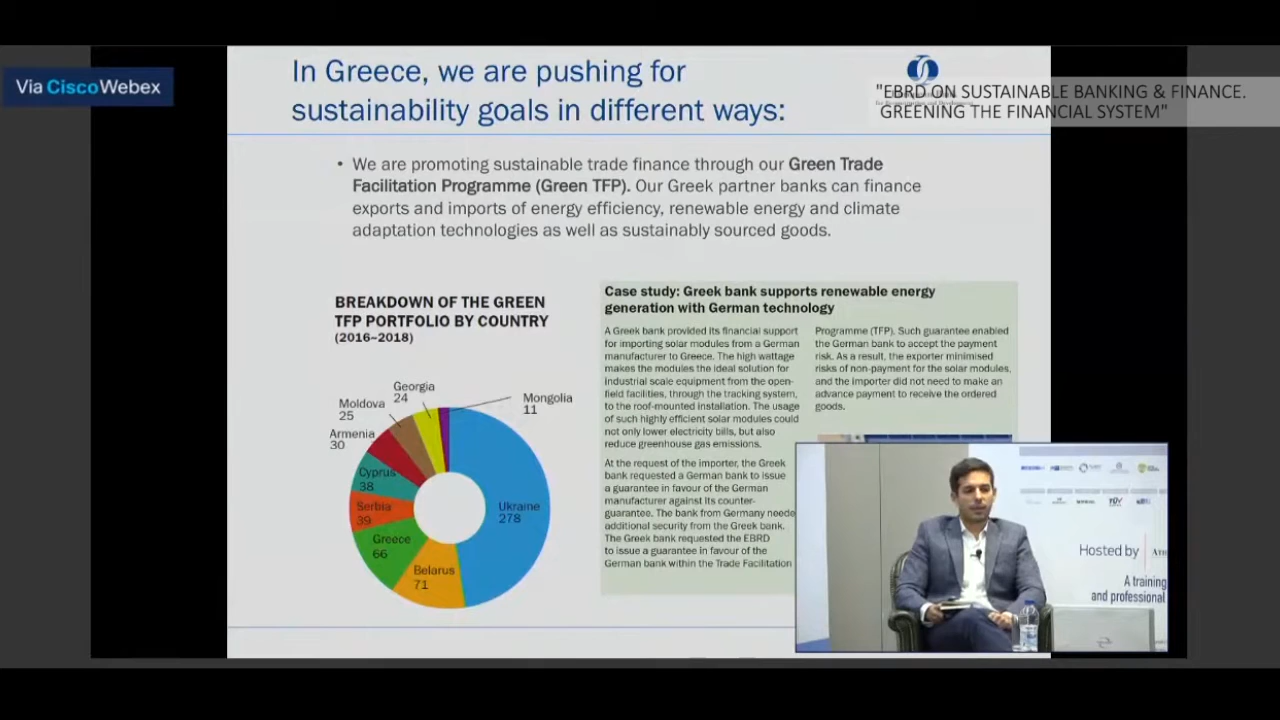 Via CiscoWebex
In Greece, we are pushing for
sustainability goals in different ways:
"EBRD ON SUSTAINABLE BANKING & FINANCE.
GREENING THE FINANCIAL SYSTEM"
• We are promoting sustainable trade finance through our Green Trade
Facilitation Programme (Green TFP). Our Greek partner banks can finance
exports and imports of energy efficiency, renewable energy and climate
adaptation technologies as well as sustainably sourced goods.
BREAKDOWN OF THE GREEN
TFP PORTFOLIO BY COUNTRY
(2016–2018)
Georgia
24
Mongolia
11
Moldova
25
Armenia
30
Cyprus
38
Serbia
39
Greece
66
Belarus
71
Ukraine
278
Case study: Greek bank supports renewable energy
generation with German technology
A Greek bank provided its financial support
for importing solar modules from a German
manufacturer to Greece. The high wattage
makes the modules the ideal solution for
industrial scale equipment from the open-
field facilities, through the tracking system,
to the roof-mounted installation. The usage
of such highly efficient solar modules could
not only lower electricity bills, but also
reduce greenhouse gas emissions.
At the request of the importer, the Greek
bank requested a German bank to issue
a guarantee in favour of the German
manufacturer against its counter-
guarantee. The bank from Germany neede
additional security from the Greek bank.
The Greek bank requested the EBRD
to issue a guarantee in favour of the
German bank within the Trade Facilitation
Programme (TFP). Such guarantee enabled
the German bank to accept the payment
risk. As a result, the exporter minimised
risks of non-payment for the solar modules,
and the importer did not need to make an
advance payment to receive the ordered
goods.
Hosted by
A training
and professional